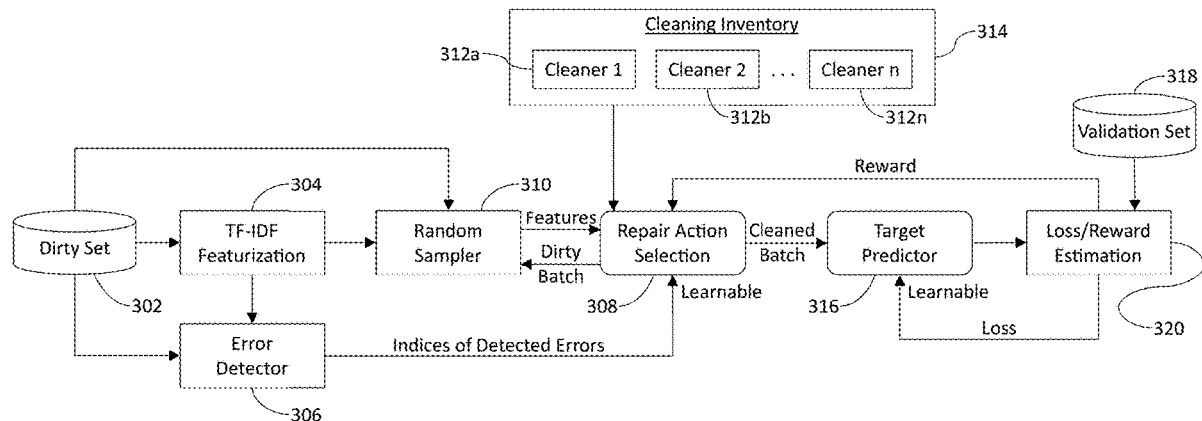 Cleaning Inventory
314
312a
Cleaner 1
Cleaner 2
. . .
Cleaner n
312b
312n
318
Validation Set
Reward
304
310
Dirty Set
TF-IDF
Featurization
Random
Sampler
Features
Dirty
Batch
Repair Action
Selection
Cleaned
Batch
Target
Predictor
Loss/Reward
Estimation
302
308
Learnable
316
Learnable
320
Loss
Error
Detector
Indices of Detected Errors
306